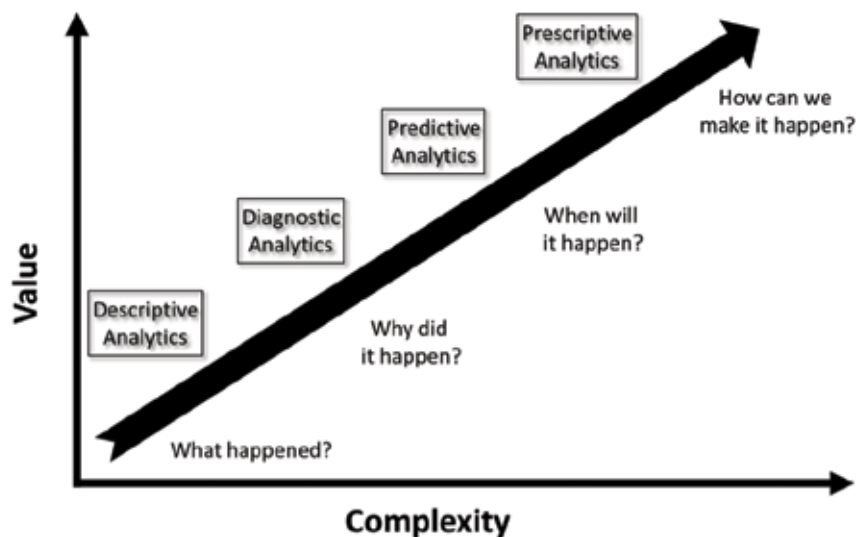 Prescriptive
Analytics
How can we
make it happen?
Predictive
Analytics
When will
it happen?
Diagnostic
Analytics
Why did
it happen?
Descriptive
Analytics
What happened?
Value
Complexity